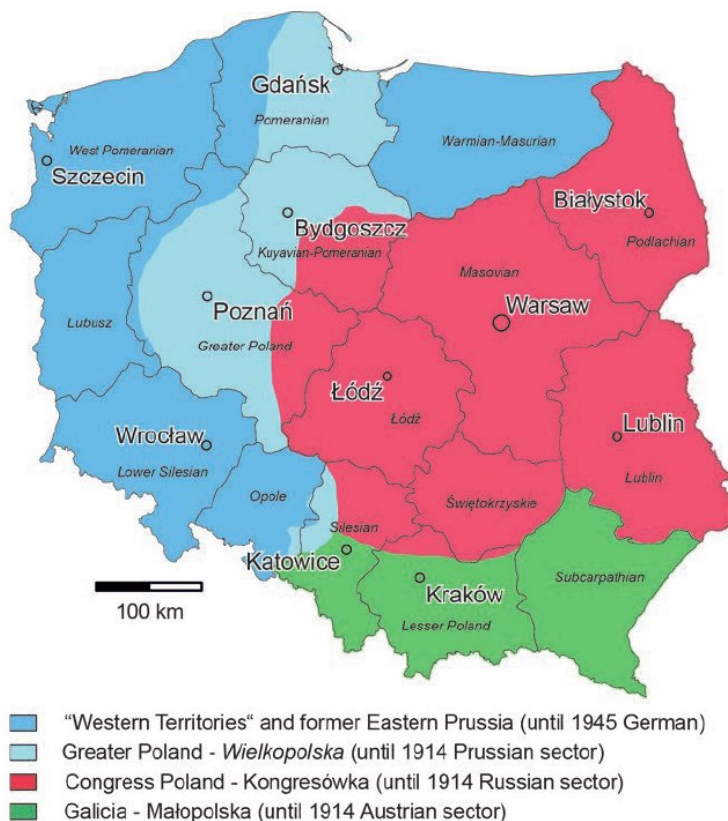 Gdańsk
Pomeranian
West Pomeranian
Szczecin
Warmian-Masurian
Białystok
Podlachian
Bydgoszcz
Kuyavian-Pomeranian
Masovian
Poznań
Warsaw
Lubusz
Greater Poland
Łódź
Łódź
Wrocław
Lower Silesian
Lublin
Lublin
Opole
Silesian
Świętokrzyskie
Katowice
Kraków
Lesser Poland
Subcarpathian
100 km
“Western Territories“ and former Eastern Prussia (until 1945 German)
Greater Poland - Wielkopolska (until 1914 Prussian sector)
Congress Poland - Kongresówka (until 1914 Russian sector)
Galicia - Małopolska (until 1914 Austrian sector)